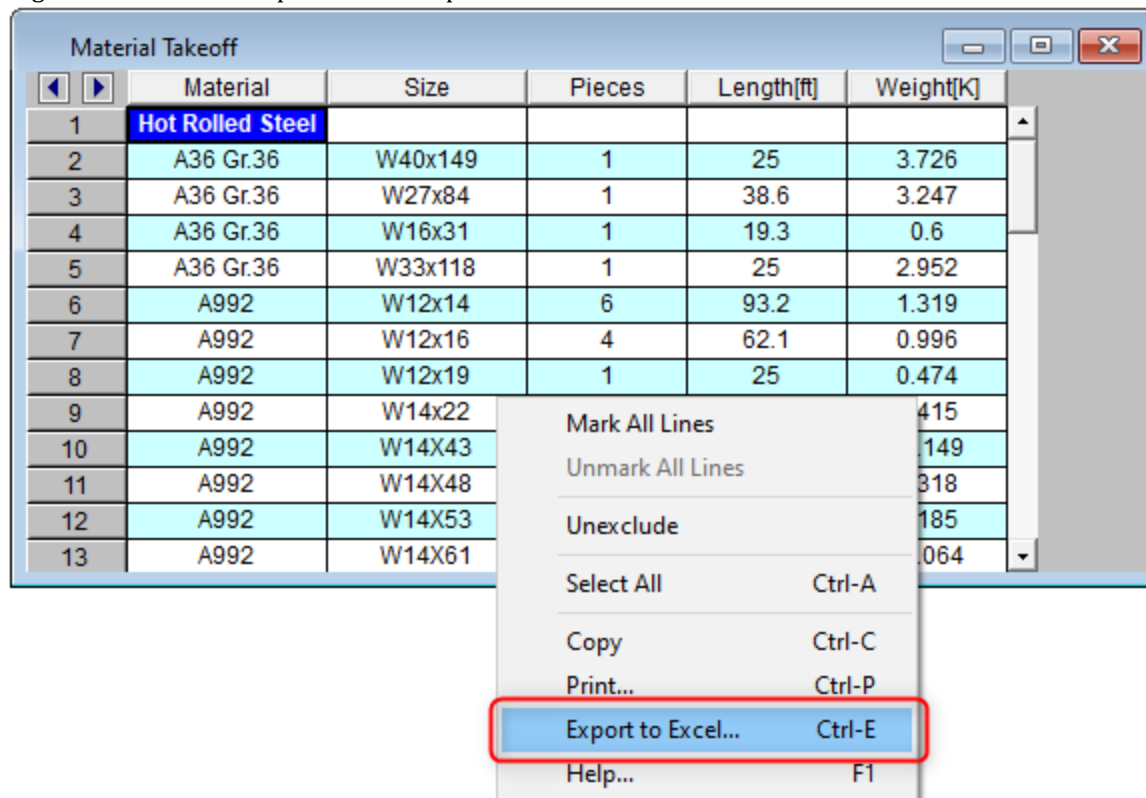 Material Takeoff
Material Size Pieces Length[ft] Weight[K]
1 Hot Rolled Steel
2 A36 Gr.36 W40x149 1 25 3.726
3 A36 Gr.36 W27x84 1 38.6 3.247
4 A36 Gr.36 W16x31 1 19.3 0.6
5 A36 Gr.36 W33x118 1 25 2.952
6 A992 W12x14 6 93.2 1.319
7 A992 W12x16 4 62.1 0.996
8 A992 W12x19 1 25 0.474
9 A992 W14x22 415
10 A992 W14X43 .149
11 A992 W14X48 318
12 A992 W14X53 185
13 A992 W14X61 .064
Mark All Lines
Unmark All Lines
Unexclude
Select All Ctrl-A
Copy Ctrl-C
Print... Ctrl-P
Export to Excel... Ctrl-E
Help... F1